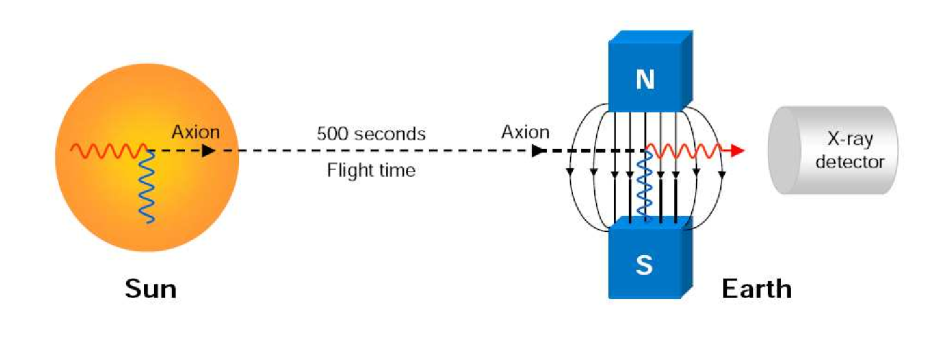 Axion
500 seconds
Flight time
Axion
N
S
X-ray
detector
Sun
Earth